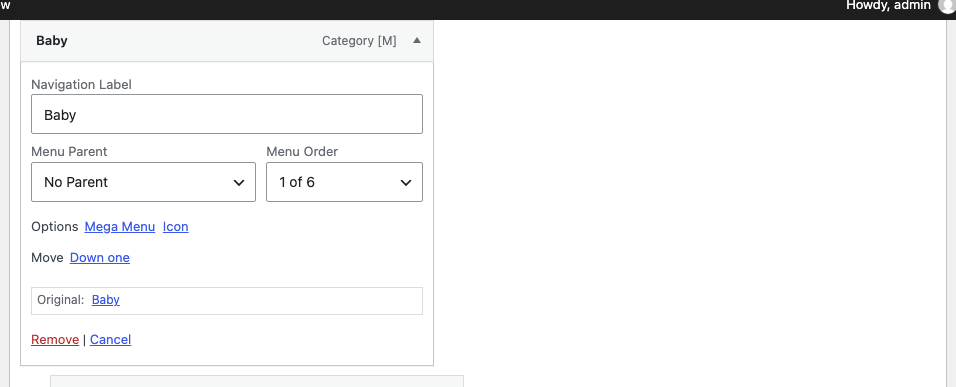 w
Howdy, admin
Baby Category [M]
Navigation Label
Baby
Menu Parent Menu Order
No Parent 1 of 6
Options Mega Menu Icon
Move Down one
Original: Baby
Remove | Cancel